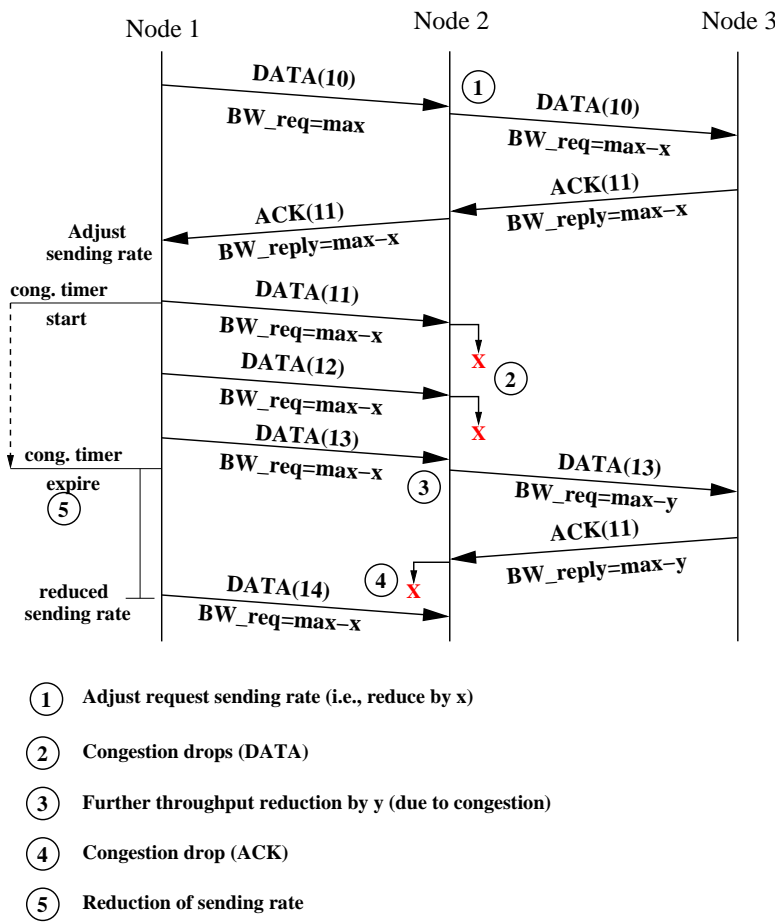 Node 1
Node 2
Node 3
DATA(10)
BW_req=max
1
DATA(10)
BW_req=max−x
ACK(11)
BW_reply=max−x
ACK(11)
BW_reply=max−x
Adjust
sending rate
cong. timer
start
DATA(11)
BW_req=max−x
X
DATA(12)
BW_req=max−x
2
X
DATA(13)
BW_req=max−x
3
cong. timer
expire
5
DATA(13)
BW_req=max−y
ACK(11)
BW_reply=max−y
4
X
reduced
sending rate
DATA(14)
BW_req=max−x
1 Adjust request sending rate (i.e., reduce by x)
2 Congestion drops (DATA)
3 Further throughput reduction by y (due to congestion)
4 Congestion drop (ACK)
5 Reduction of sending rate